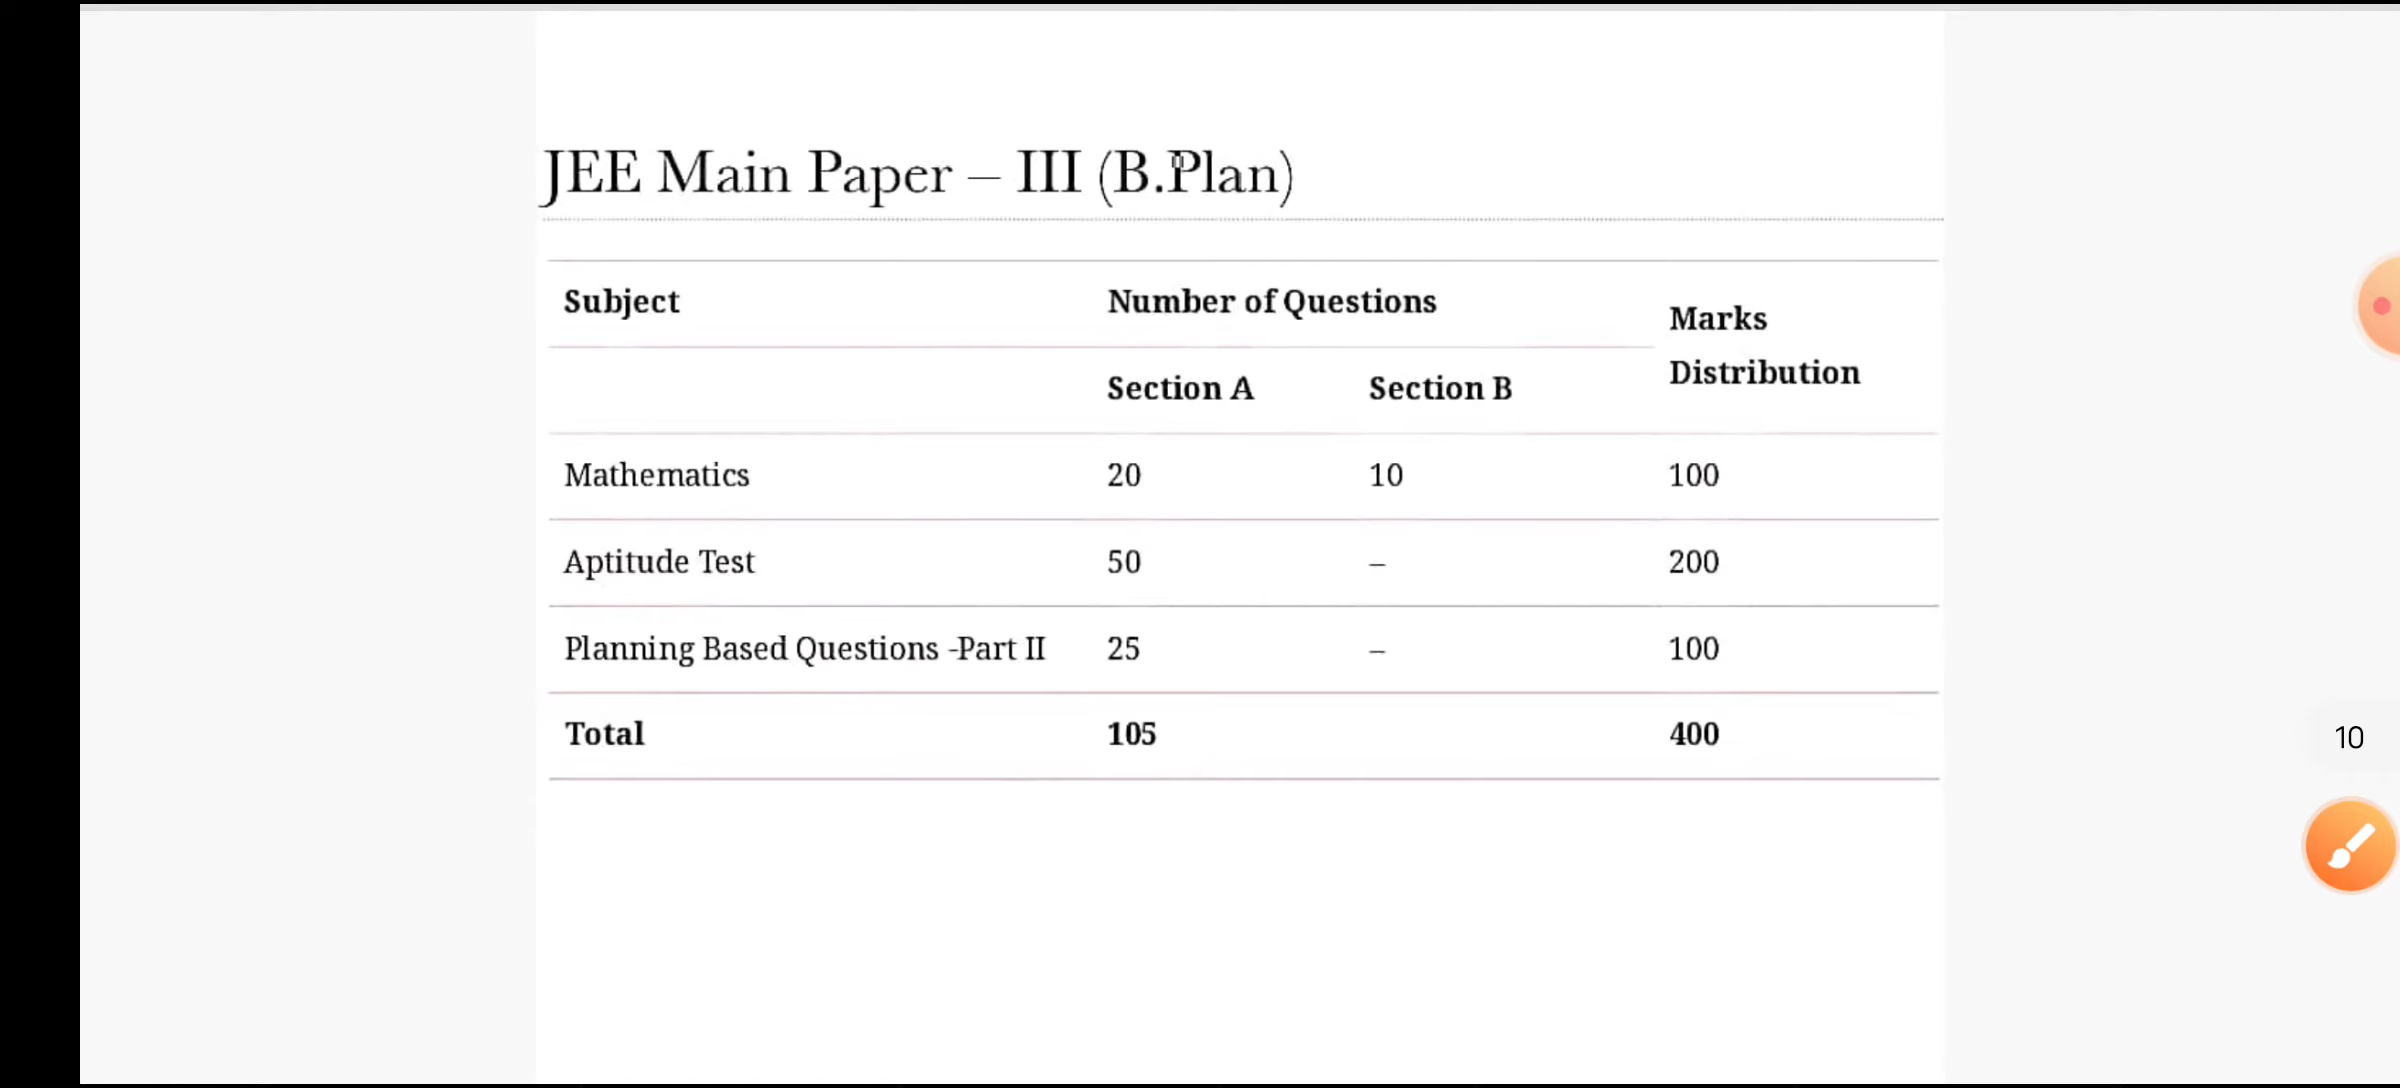 JEE Main Paper – III (B.Plan)
Subject Number of Questions Marks Distribution
Section A Section B
Mathematics 20 10 100
Aptitude Test 50 – 200
Planning Based Questions -Part II 25 – 100
Total 105 400
10